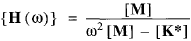 {H(ω)} = [M] / ω²[M] − [K*]